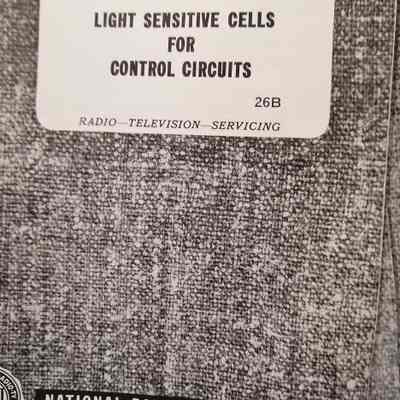 LIGHT SENSITIVE CELLS
FOR
CONTROL CIRCUITS
26B
RADIO—TELEVISION—SERVICING
NATIONAL